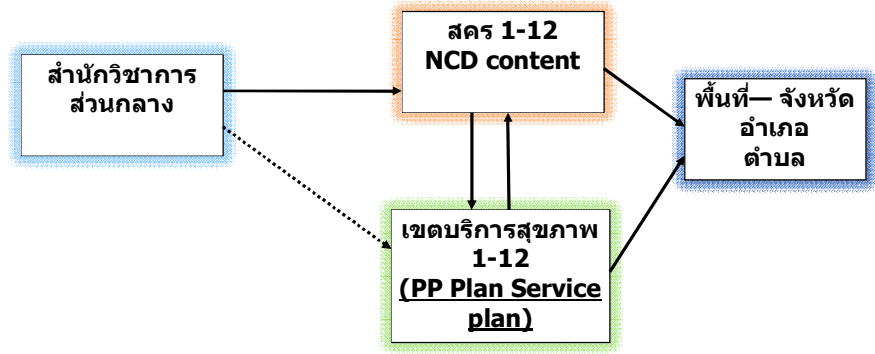 สำนักวิชาการ
ส่วนกลาง
สคร 1-12
NCD content
พื้นที่— จังหวัด
อำเภอ
ตำบล
เขตบริการสุขภาพ
1-12
(PP Plan Service
plan)